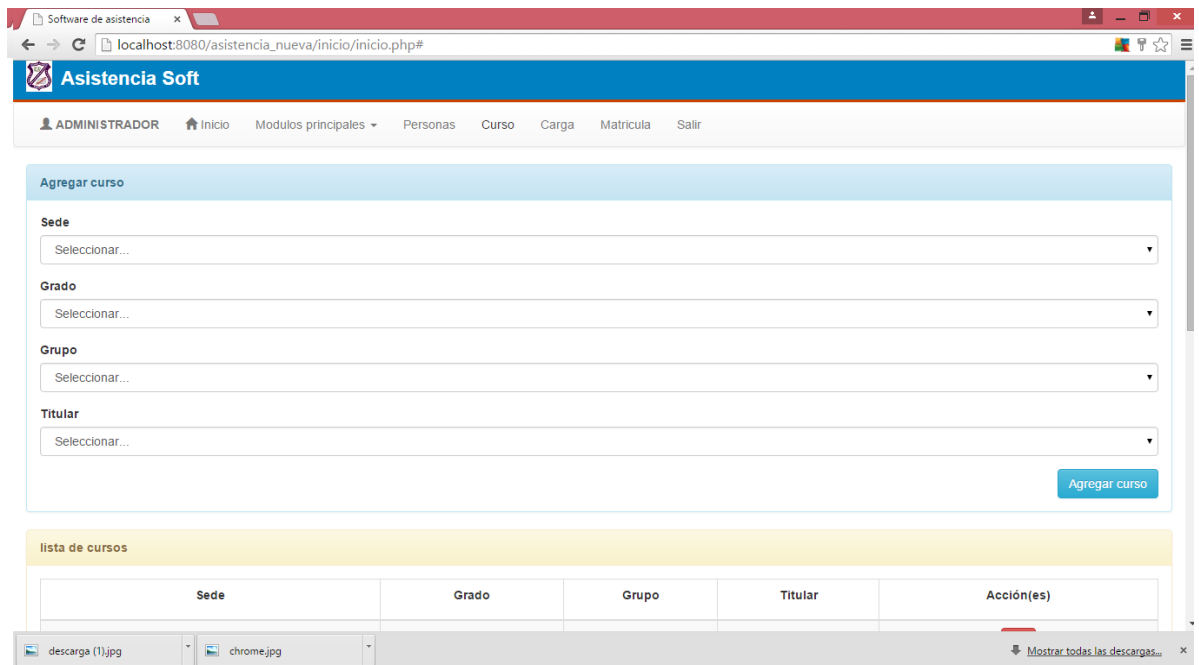 Software de asistencia
localhost:8080/asistencia_nueva/inicio/inicio.php#
Asistencia Soft
ADMINISTRADOR Inicio Modulos principales Personas Curso Carga Matricula Salir
Agregar curso
Sede
Seleccionar...
Grado
Seleccionar...
Grupo
Seleccionar...
Titular
Seleccionar...
Agregar curso
lista de cursos
Sede Grado Grupo Titular Acción(es)
descarga (1).jpg chrome.jpg Mostrar todas las descargas...